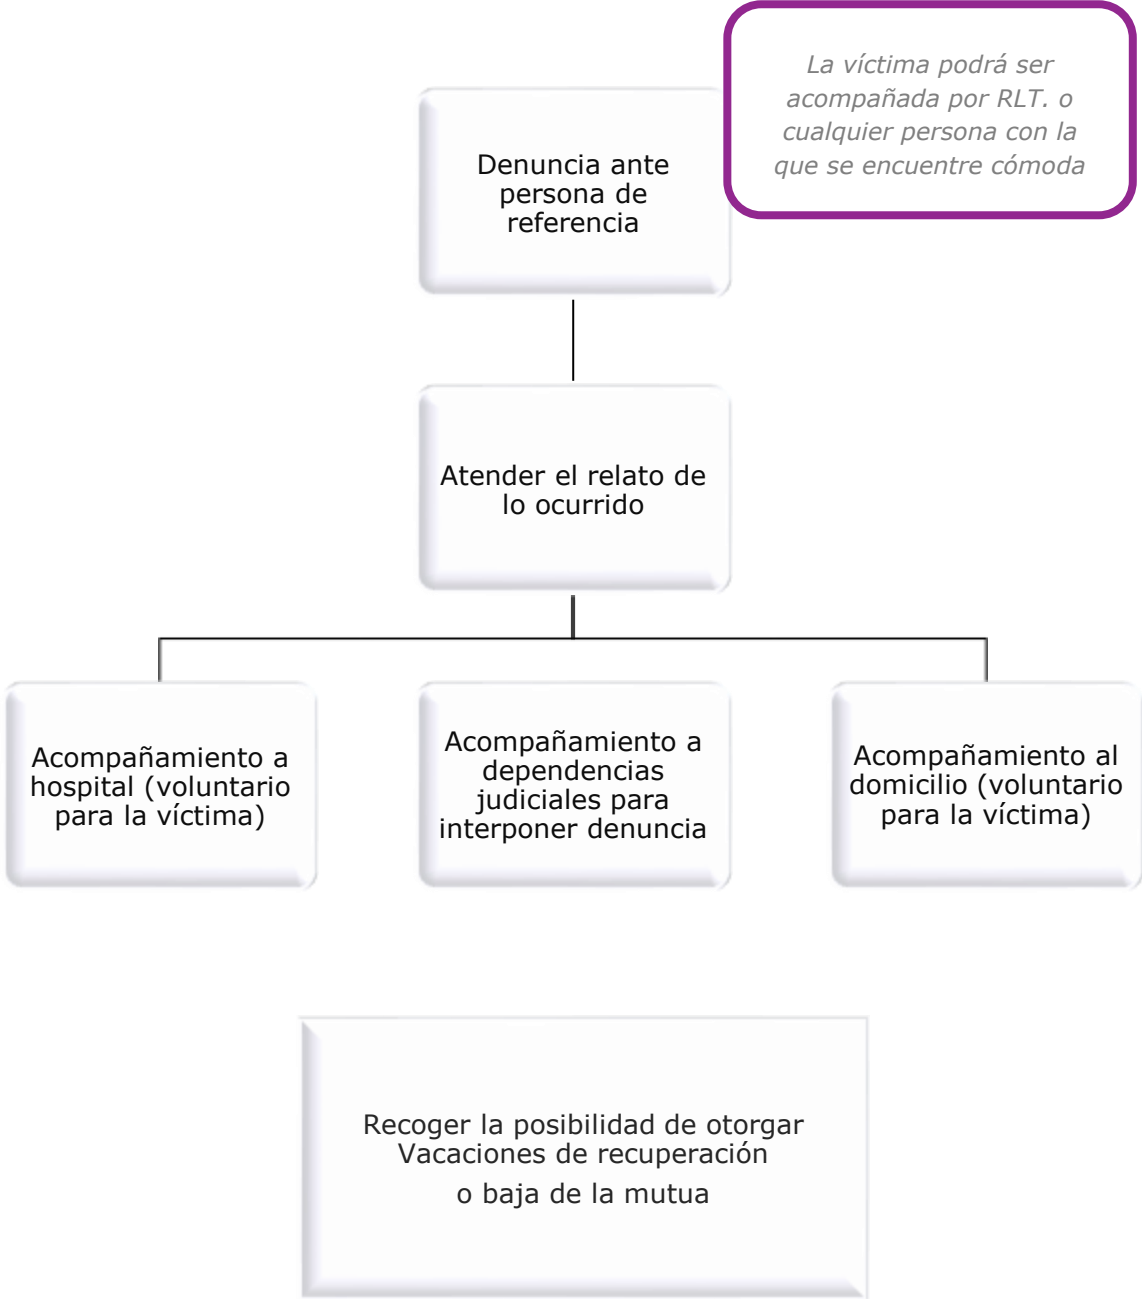 La víctima podrá ser
acompañada por RLT. o
cualquier persona con la
que se encuentre cómoda
Denuncia ante
persona de
referencia
Atender el relato de
lo ocurrido
Acompañamiento a
hospital (voluntario
para la víctima)
Acompañamiento a
dependencias
judiciales para
interponer denuncia
Acompañamiento al
domicilio (voluntario
para la víctima)
Recoger la posibilidad de otorgar
Vacaciones de recuperación
o baja de la mutua